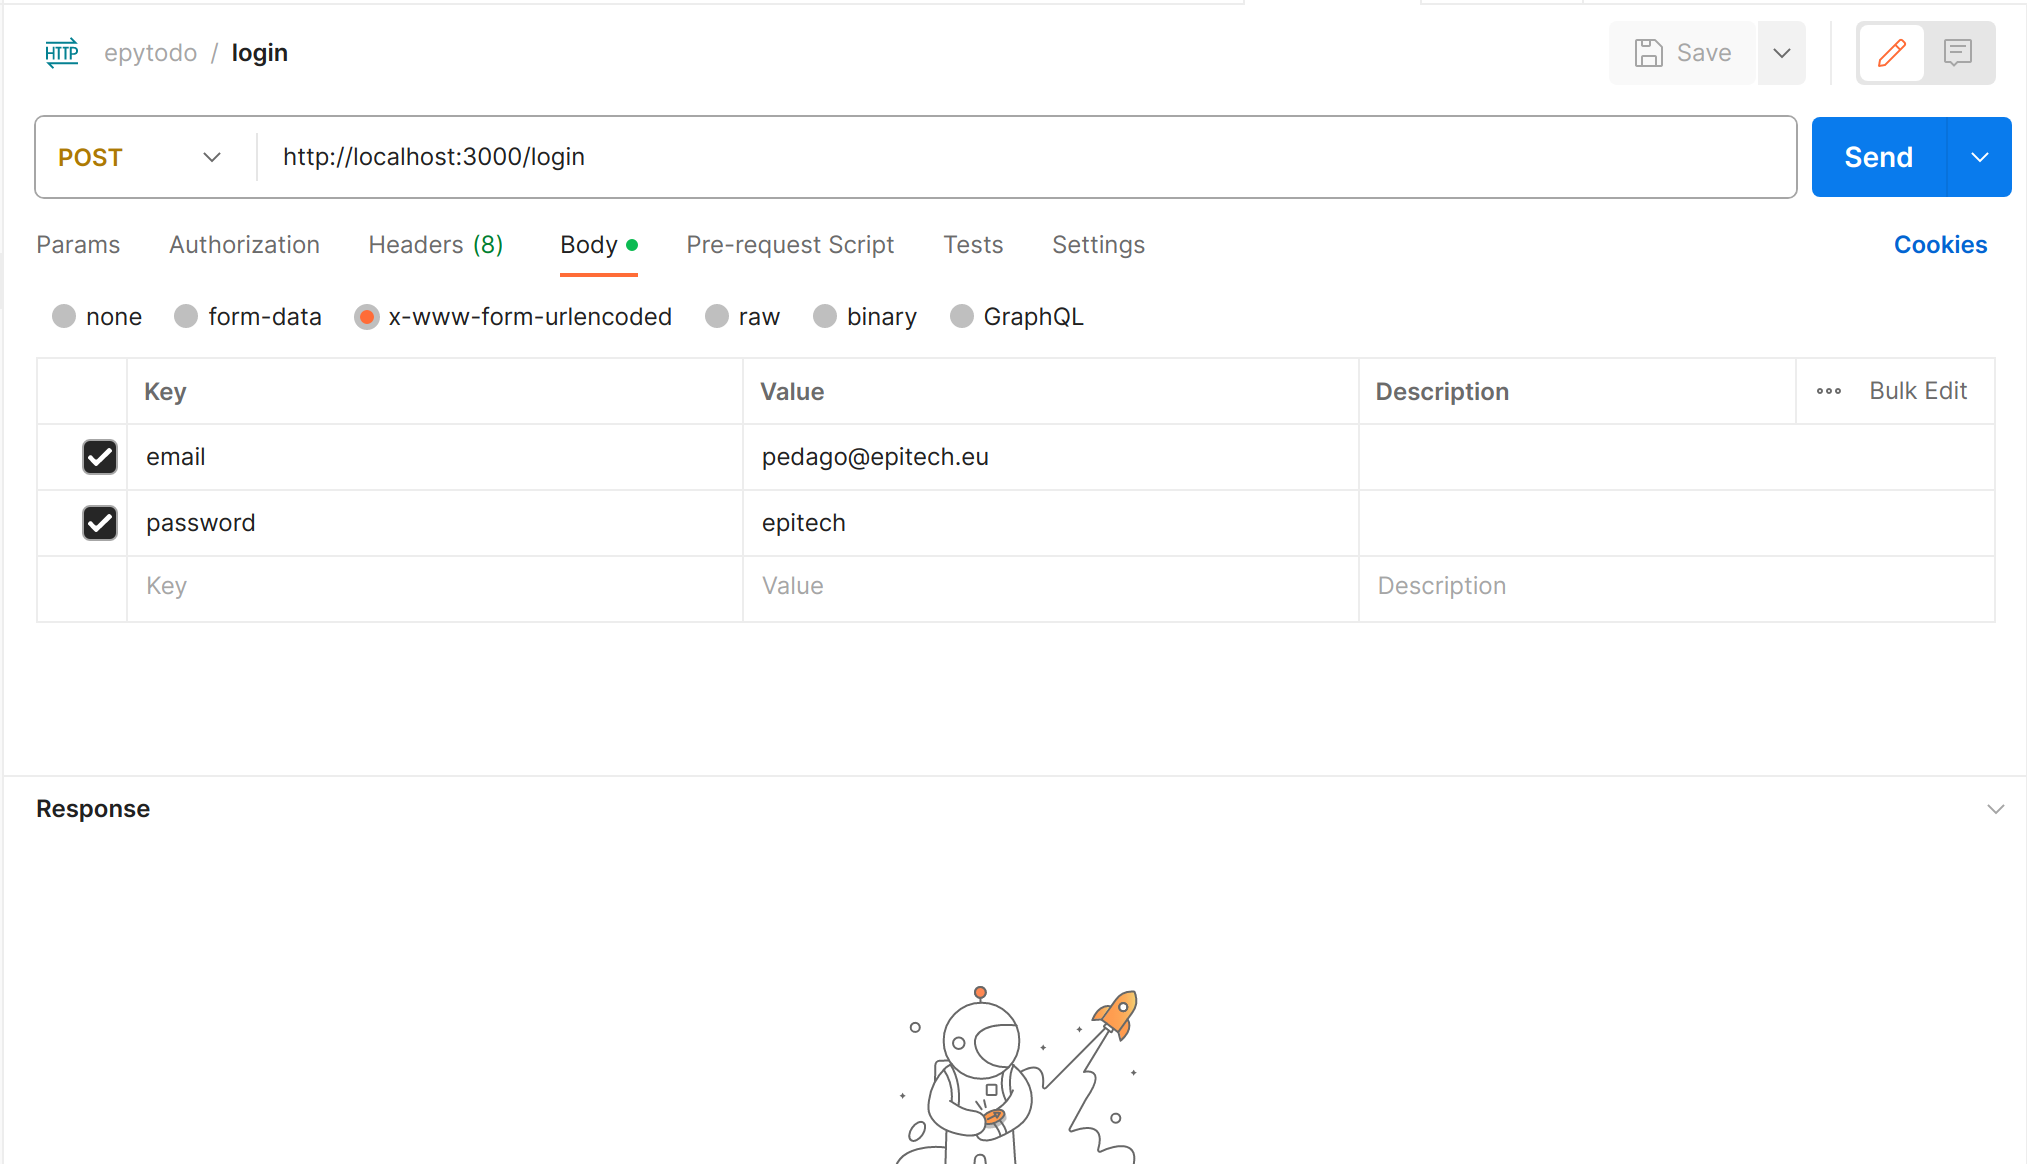 HTTP epytodo / login Save
POST http://localhost:3000/login Send
Params Authorization Headers (8) Body Pre-request Script Tests Settings Cookies
none form-data x-www-form-urlencoded raw binary GraphQL
Key Value Description Bulk Edit
email pedago@epitech.eu
password epitech
Key Value Description
Response